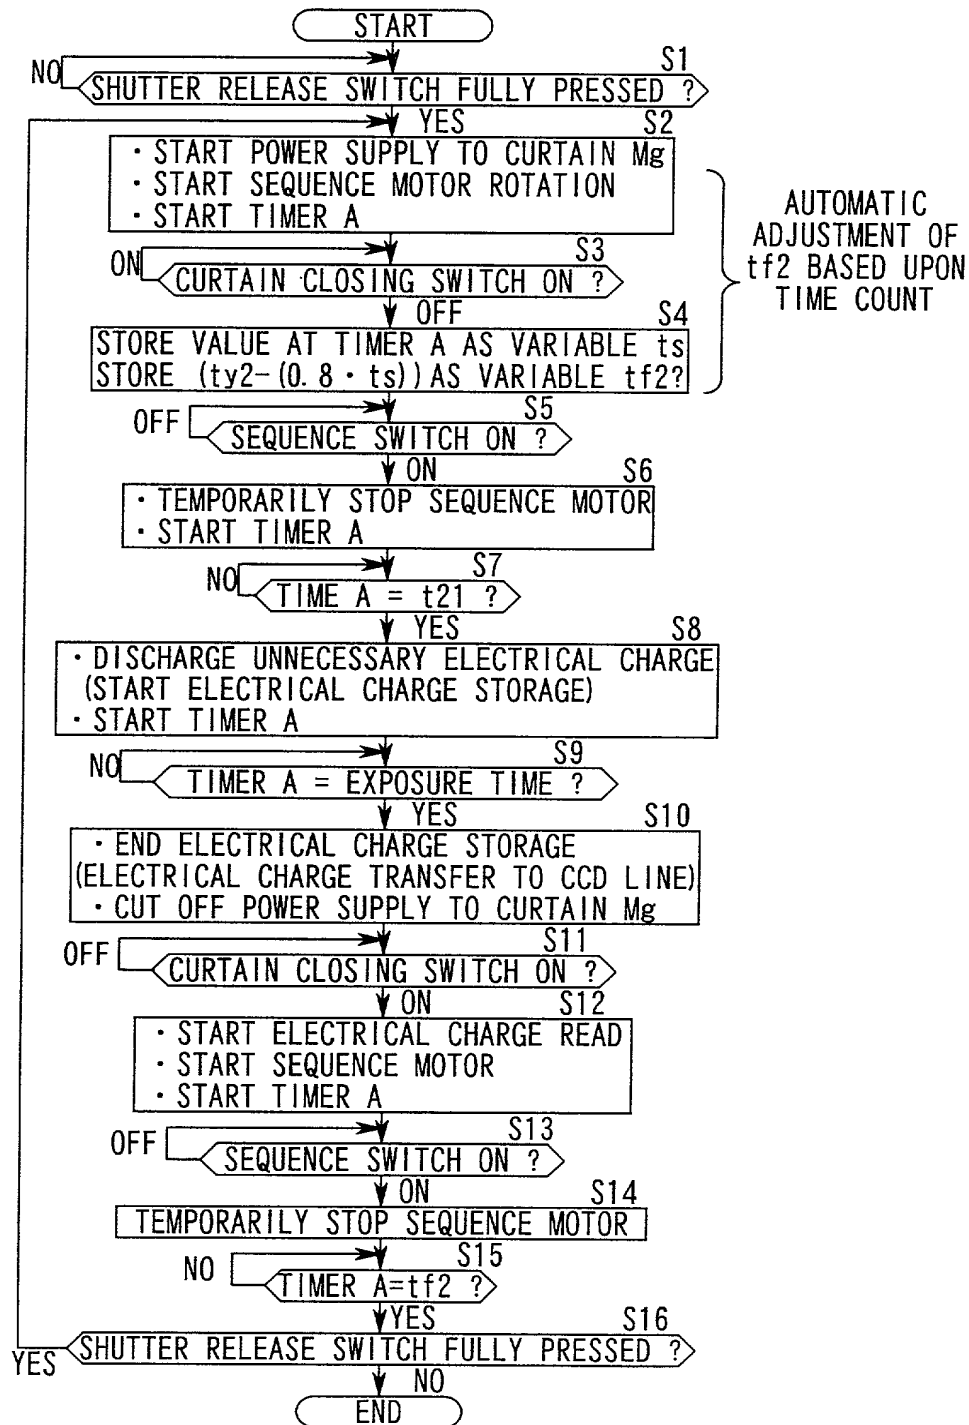 START
S1
NO
SHUTTER RELEASE SWITCH FULLY PRESSED ?
YES
S2
· START POWER SUPPLY TO CURTAIN Mg
· START SEQUENCE MOTOR ROTATION
· START TIMER A
AUTOMATIC
ADJUSTMENT OF
tf2 BASED UPON
TIME COUNT
S3
ON
CURTAIN CLOSING SWITCH ON ?
OFF
S4
STORE VALUE AT TIMER A AS VARIABLE ts
STORE (ty2-(0.8 · ts)) AS VARIABLE tf2?
S5
OFF
SEQUENCE SWITCH ON ?
ON
S6
· TEMPORARILY STOP SEQUENCE MOTOR
· START TIMER A
S7
NO
TIME A = t21 ?
YES
S8
· DISCHARGE UNNECESSARY ELECTRICAL CHARGE
(START ELECTRICAL CHARGE STORAGE)
· START TIMER A
S9
NO
TIMER A = EXPOSURE TIME ?
YES
S10
· END ELECTRICAL CHARGE STORAGE
(ELECTRICAL CHARGE TRANSFER TO CCD LINE)
· CUT OFF POWER SUPPLY TO CURTAIN Mg
S11
OFF
CURTAIN CLOSING SWITCH ON ?
ON
S12
· START ELECTRICAL CHARGE READ
· START SEQUENCE MOTOR
· START TIMER A
S13
OFF
SEQUENCE SWITCH ON ?
ON
S14
TEMPORARILY STOP SEQUENCE MOTOR
S15
NO
TIMER A=tf2 ?
YES
S16
SHUTTER RELEASE SWITCH FULLY PRESSED ?
YES
NO
END